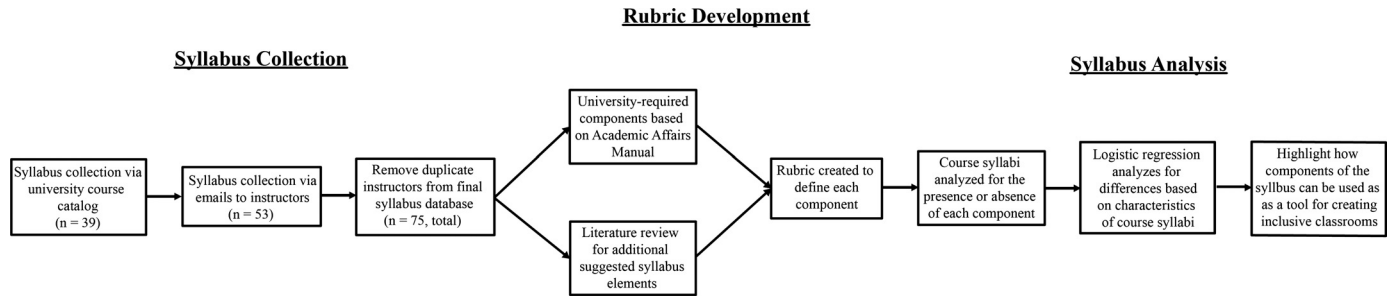 Rubric Development
Syllabus Collection
Syllabus Analysis
Syllabus collection via
university course
catalog
(n = 39)
Syllabus collection via
emails to instructors
(n = 53)
Remove duplicate
instructors from final
syllabus database
(n = 75, total)
University-required
components based
on Academic Affairs
Manual
Literature review
for additional
suggested syllabus
elements
Rubric created to
define each
component
Course syllabi
analyzed for the
presence or absence
of each component
Logistic regression
analyzes for
differences based
on characteristics
of course syllabi
Highlight how
components of the
syllbus can be used as
as a tool for creating
inclusive classrooms